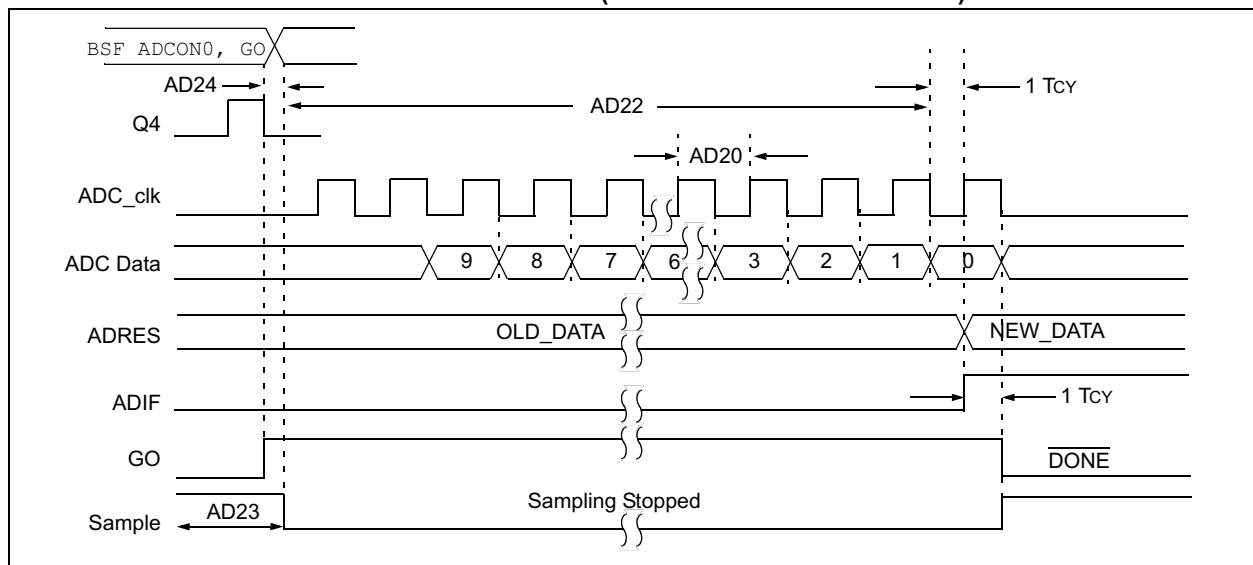 BSF ADCON0, GO
AD24
1 TCY
AD22
Q4
AD20
ADC_clk
ADC Data
9 8 7 6 3 2 1 0
ADRES
OLD_DATA
NEW_DATA
ADIF
1 TCY
GO
DONE
Sampling Stopped
AD23
Sample